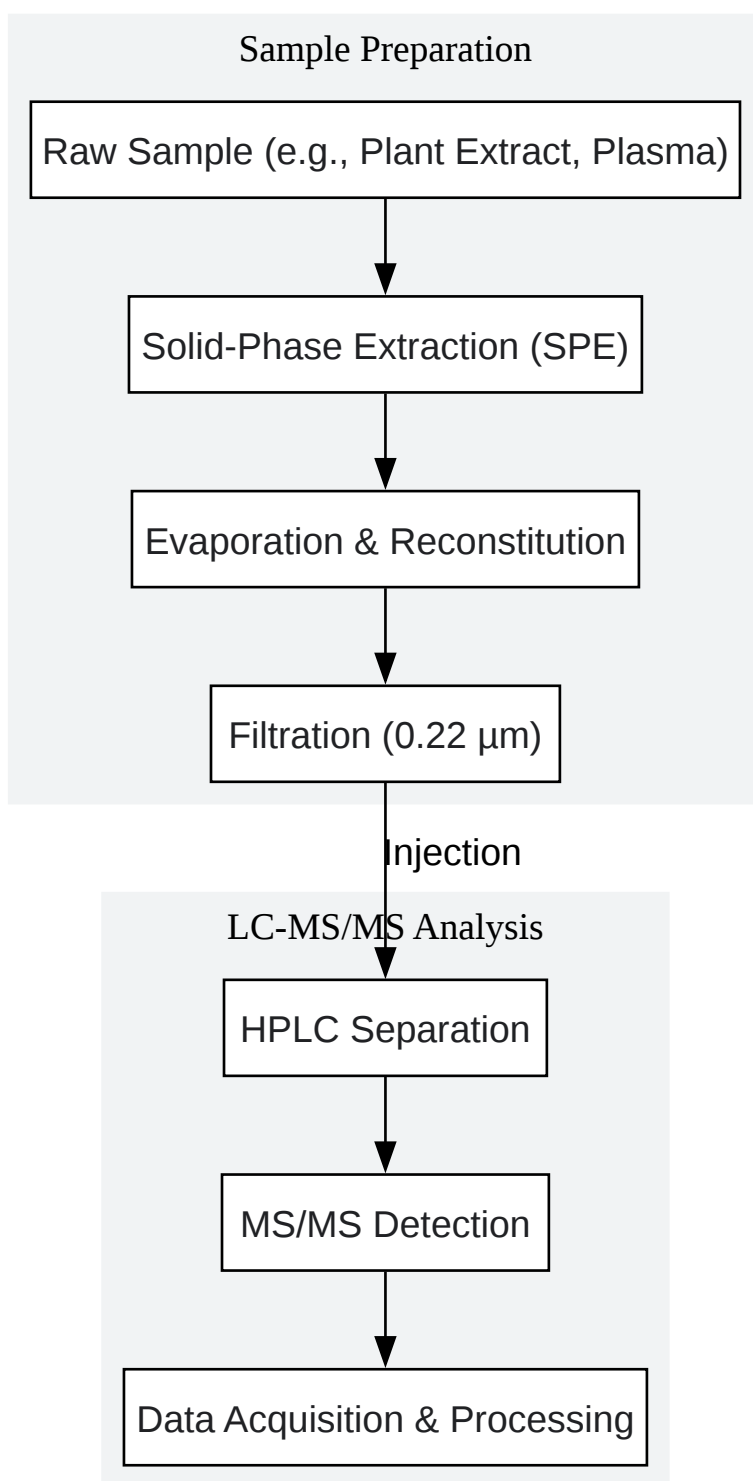 Sample Preparation
Raw Sample (e.g., Plant Extract, Plasma)
Solid-Phase Extraction (SPE)
Evaporation & Reconstitution
Filtration (0.22 µm)
Injection
LC-MS/MS Analysis
HPLC Separation
MS/MS Detection
Data Acquisition & Processing